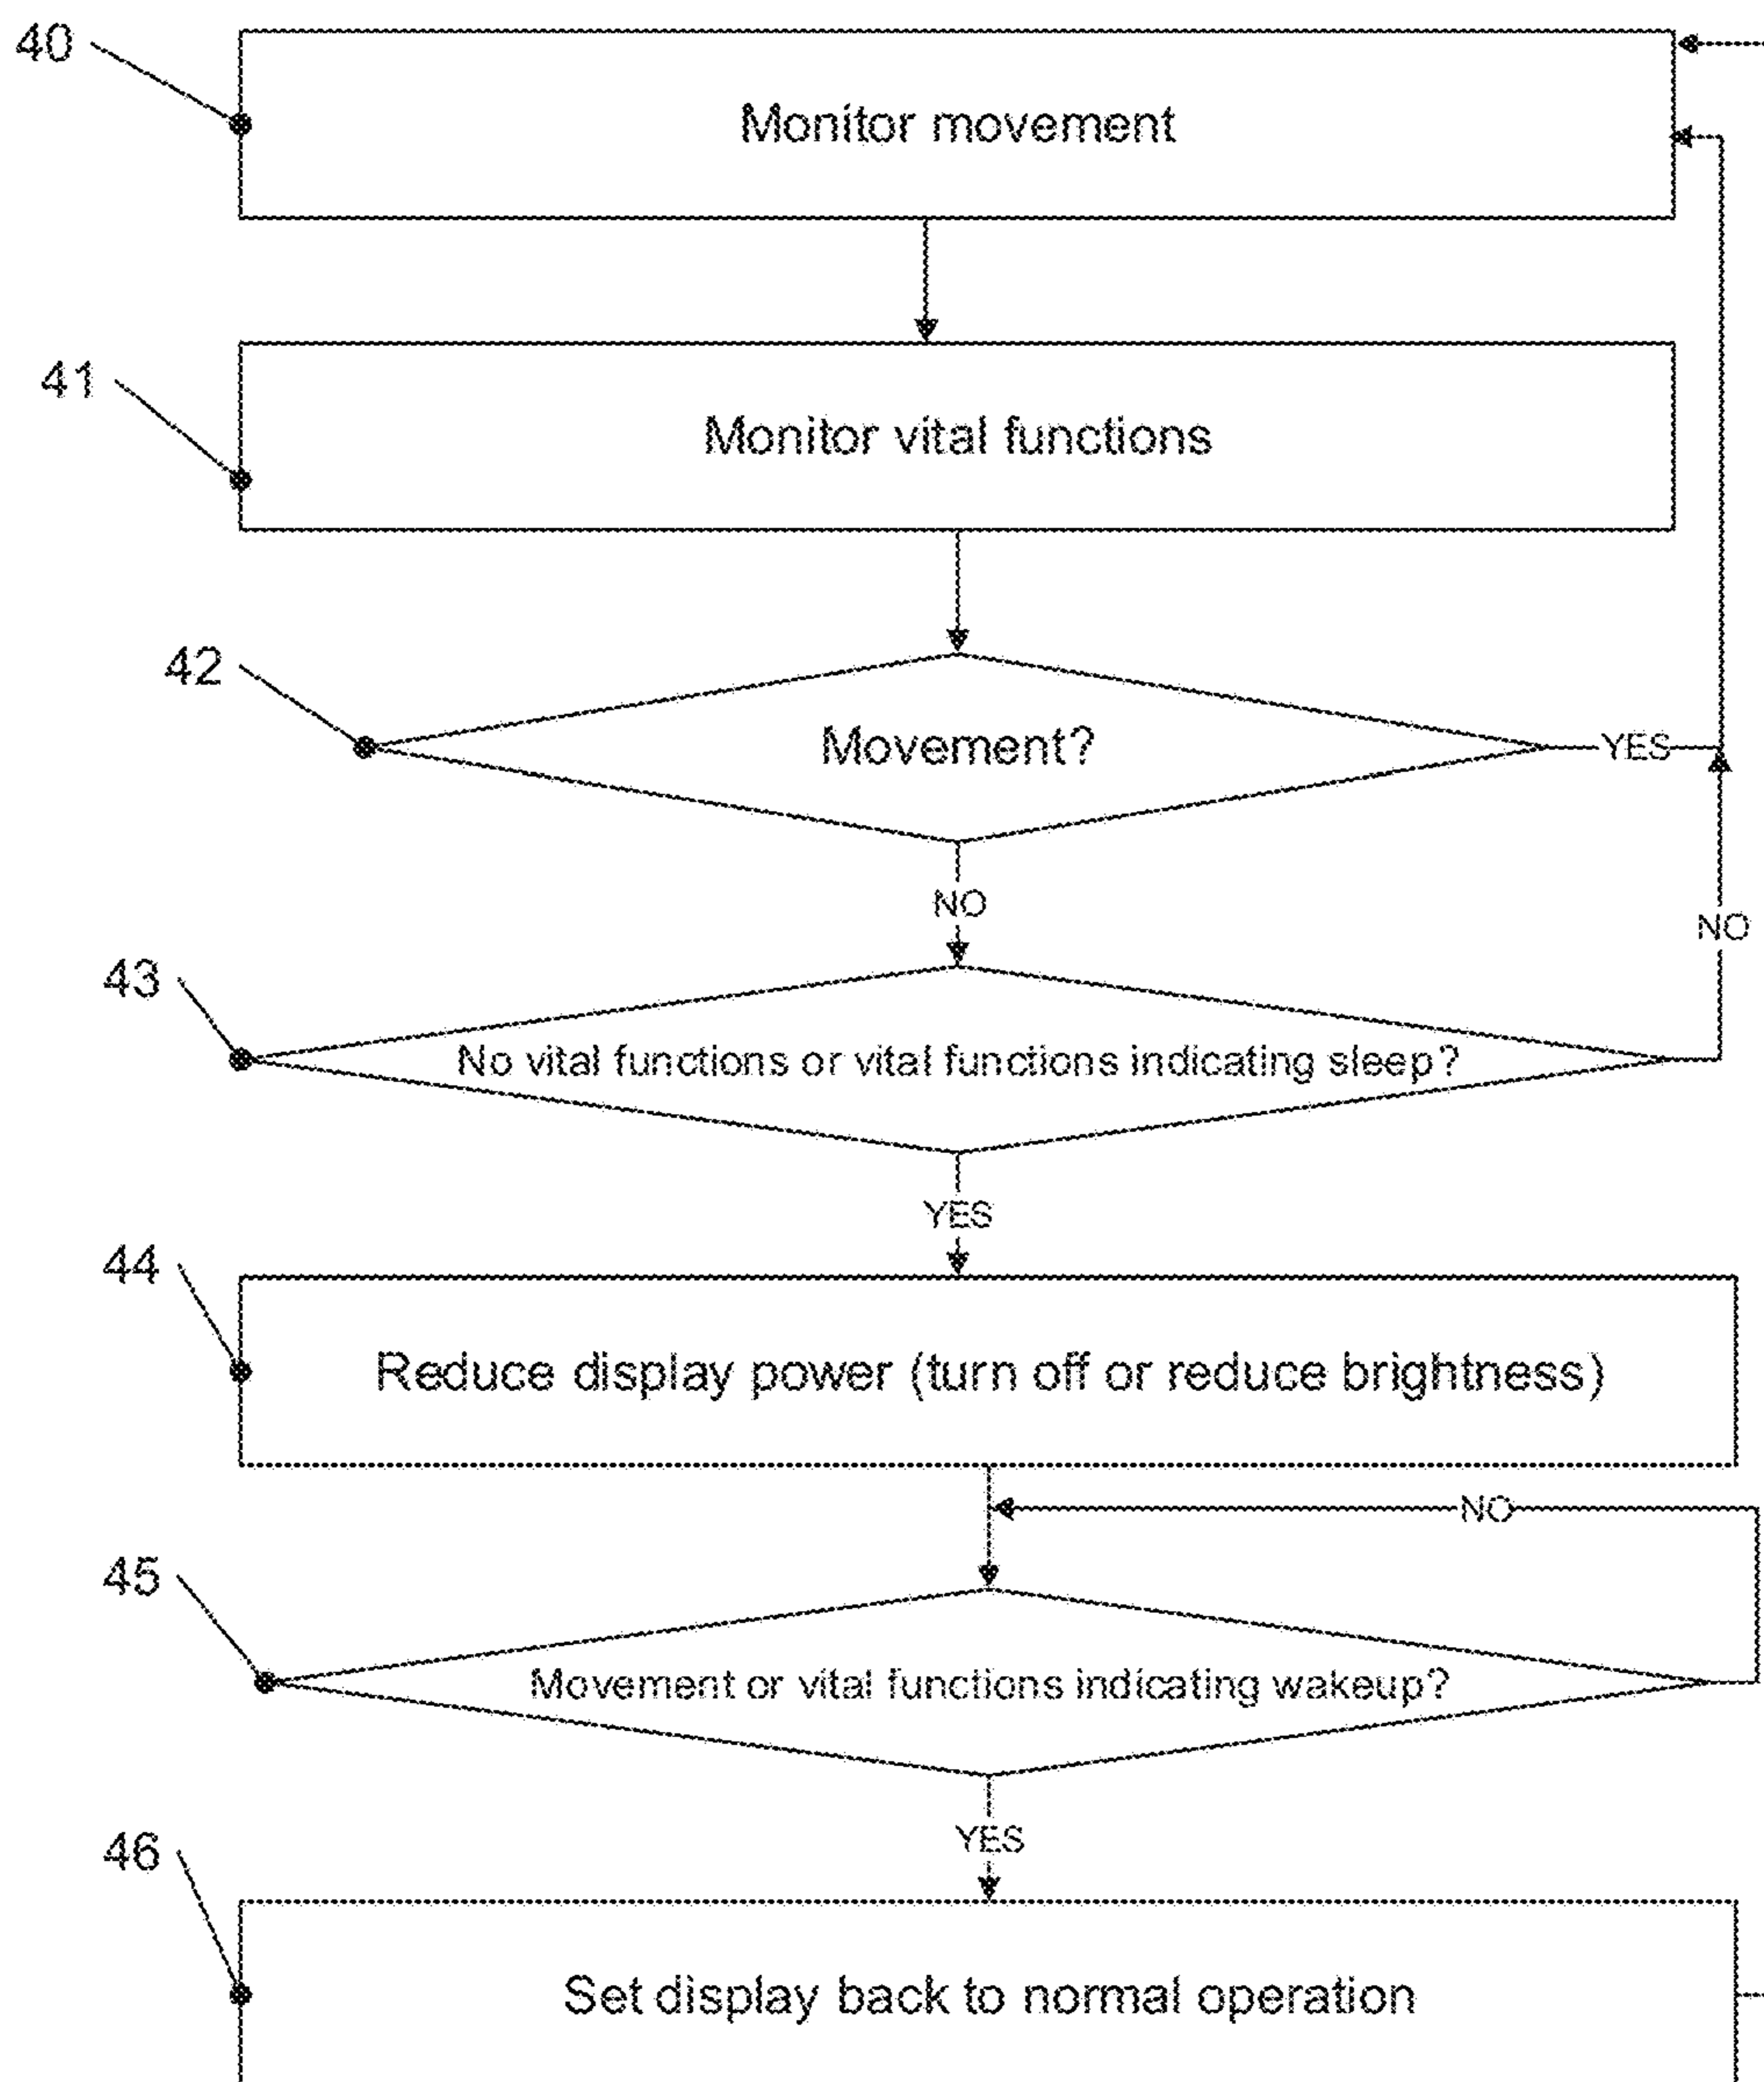 40
Monitor movement
41
Monitor vital functions
42
Movement?
YES
NO
NO
43
No vital functions or vital functions indicating sleep?
YES
44
Reduce display power (turn off or reduce brightness)
NO
45
Movement or vital functions indicating wakeup?
YES
46
Set display back to normal operation